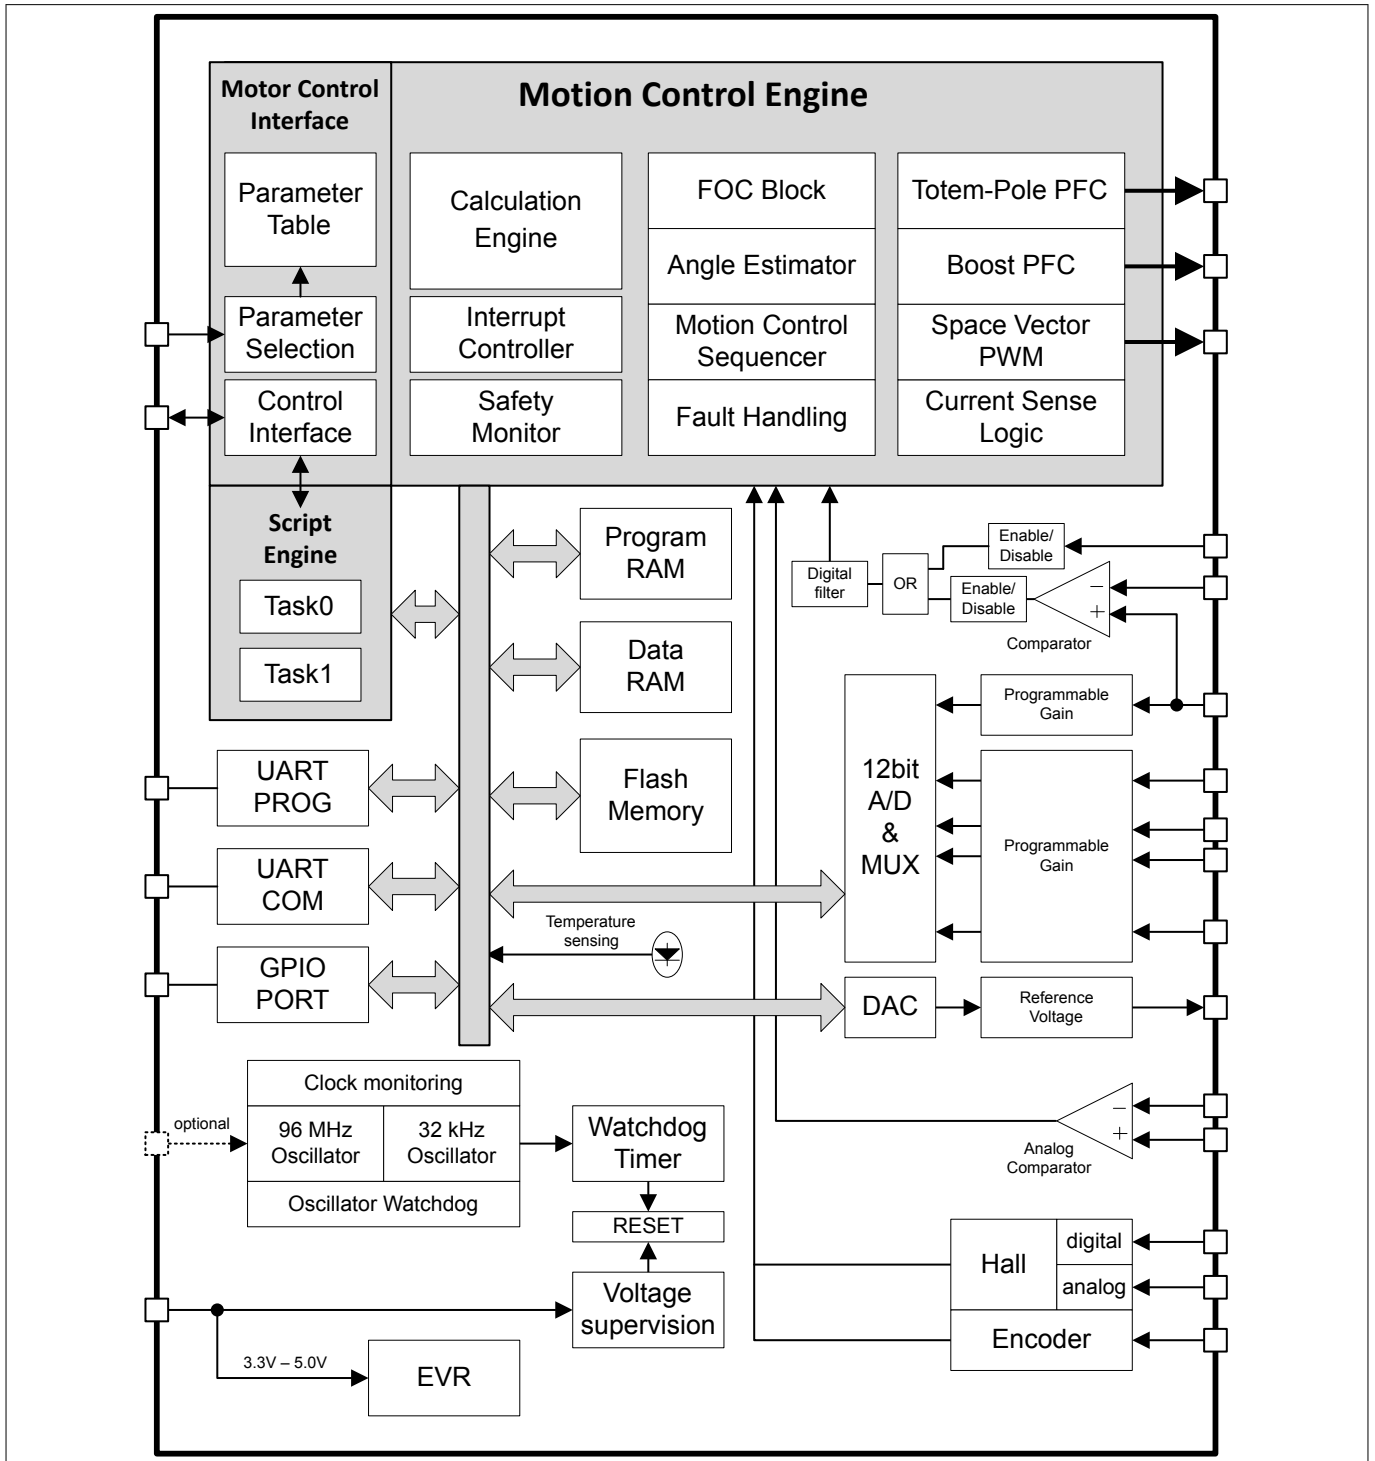 Motor Control
Interface
Motion Control Engine
Parameter
Table
Parameter
Selection
Control
Interface
Calculation
Engine
Interrupt
Controller
Safety
Monitor
FOC Block
Angle Estimator
Motion Control
Sequencer
Fault Handling
Totem-Pole PFC
Boost PFC
Space Vector
PWM
Current Sense
Logic
Script
Engine
Task0
Task1
Program
RAM
Data
RAM
Flash
Memory
Digital
filter
OR
Enable/
Disable
Enable/
Disable
−
+
Comparator
UART
PROG
UART
COM
GPIO
PORT
12bit
A/D
&
MUX
Programmable
Gain
Programmable
Gain
Temperature
sensing
DAC
Reference
Voltage
Clock monitoring
optional
96 MHz
Oscillator
32 kHz
Oscillator
Oscillator Watchdog
Watchdog
Timer
RESET
Voltage
supervision
3.3V – 5.0V
EVR
−
+
Analog
Comparator
Hall
digital
analog
Encoder